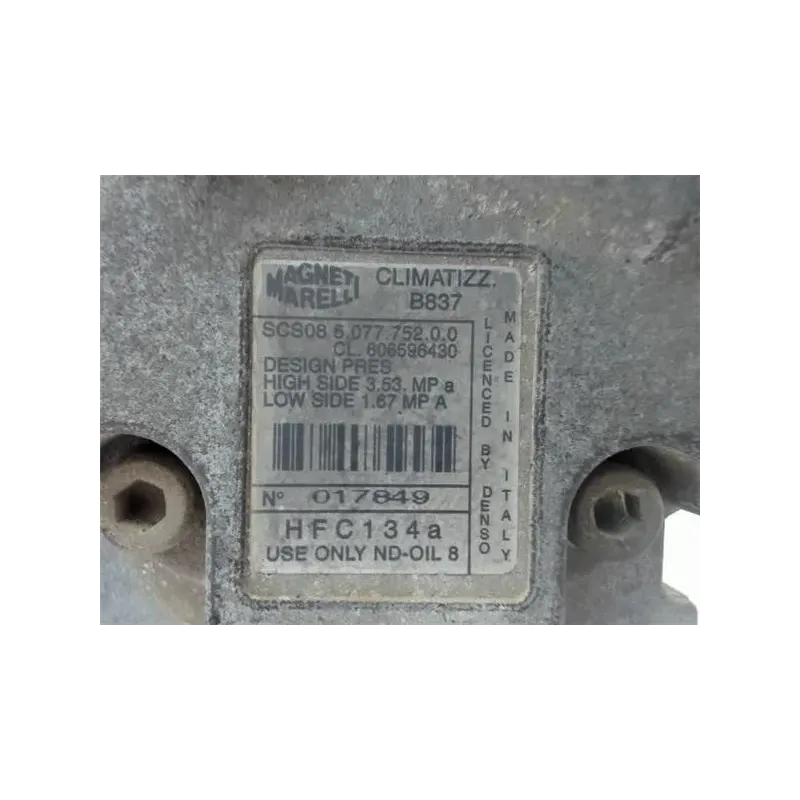 MAGNETI
MARELLI
CLIMATIZZ.
B837
SCS08 5.077 752.0.0
CL. 606596430
DESIGN PRES
HIGH SIDE 3.53. MP a
LOW SIDE 1.67 MP A
N° 017849
HFC134a
USE ONLY ND-OIL 8
LICENCED BY DENSO
MADE IN ITALY